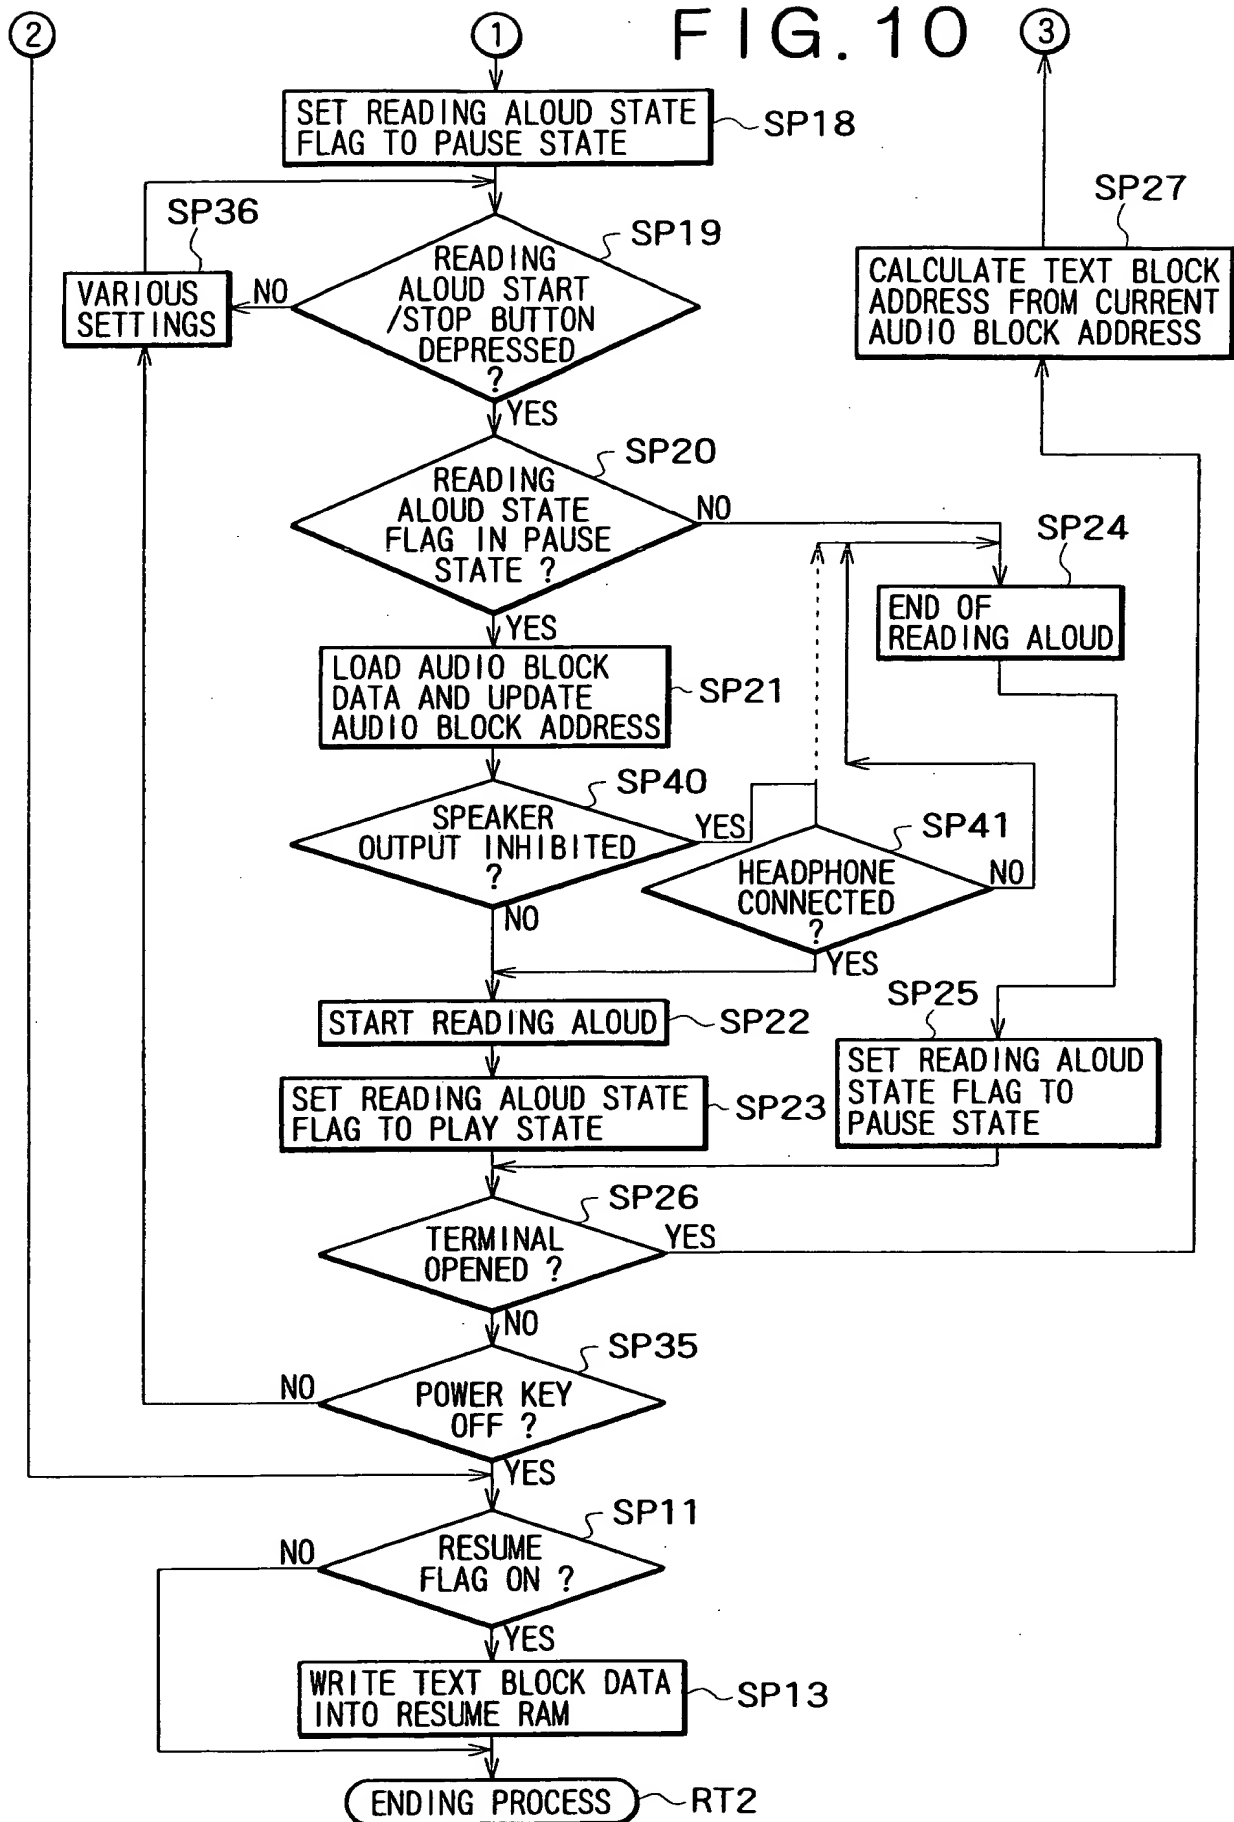 2
1
FIG. 10
3
SET READING ALOUD STATE
FLAG TO PAUSE STATE
SP18
SP36
VARIOUS
SETTINGS
NO
SP19
READING
ALOUD START
/STOP BUTTON
DEPRESSED
?
YES
SP27
CALCULATE TEXT BLOCK
ADDRESS FROM CURRENT
AUDIO BLOCK ADDRESS
SP20
READING
ALOUD STATE
FLAG IN PAUSE
STATE ?
NO
YES
SP24
END OF
READING ALOUD
LOAD AUDIO BLOCK
DATA AND UPDATE
AUDIO BLOCK ADDRESS
SP21
SP40
SPEAKER
OUTPUT INHIBITED
?
YES
NO
SP41
HEADPHONE
CONNECTED
?
NO
YES
START READING ALOUD
SP22
SP25
SET READING ALOUD
STATE FLAG TO
PAUSE STATE
SET READING ALOUD STATE
FLAG TO PLAY STATE
SP23
SP26
TERMINAL
OPENED ?
YES
NO
SP35
POWER KEY
OFF ?
NO
YES
SP11
RESUME
FLAG ON ?
NO
YES
WRITE TEXT BLOCK DATA
INTO RESUME RAM
SP13
ENDING PROCESS
RT2